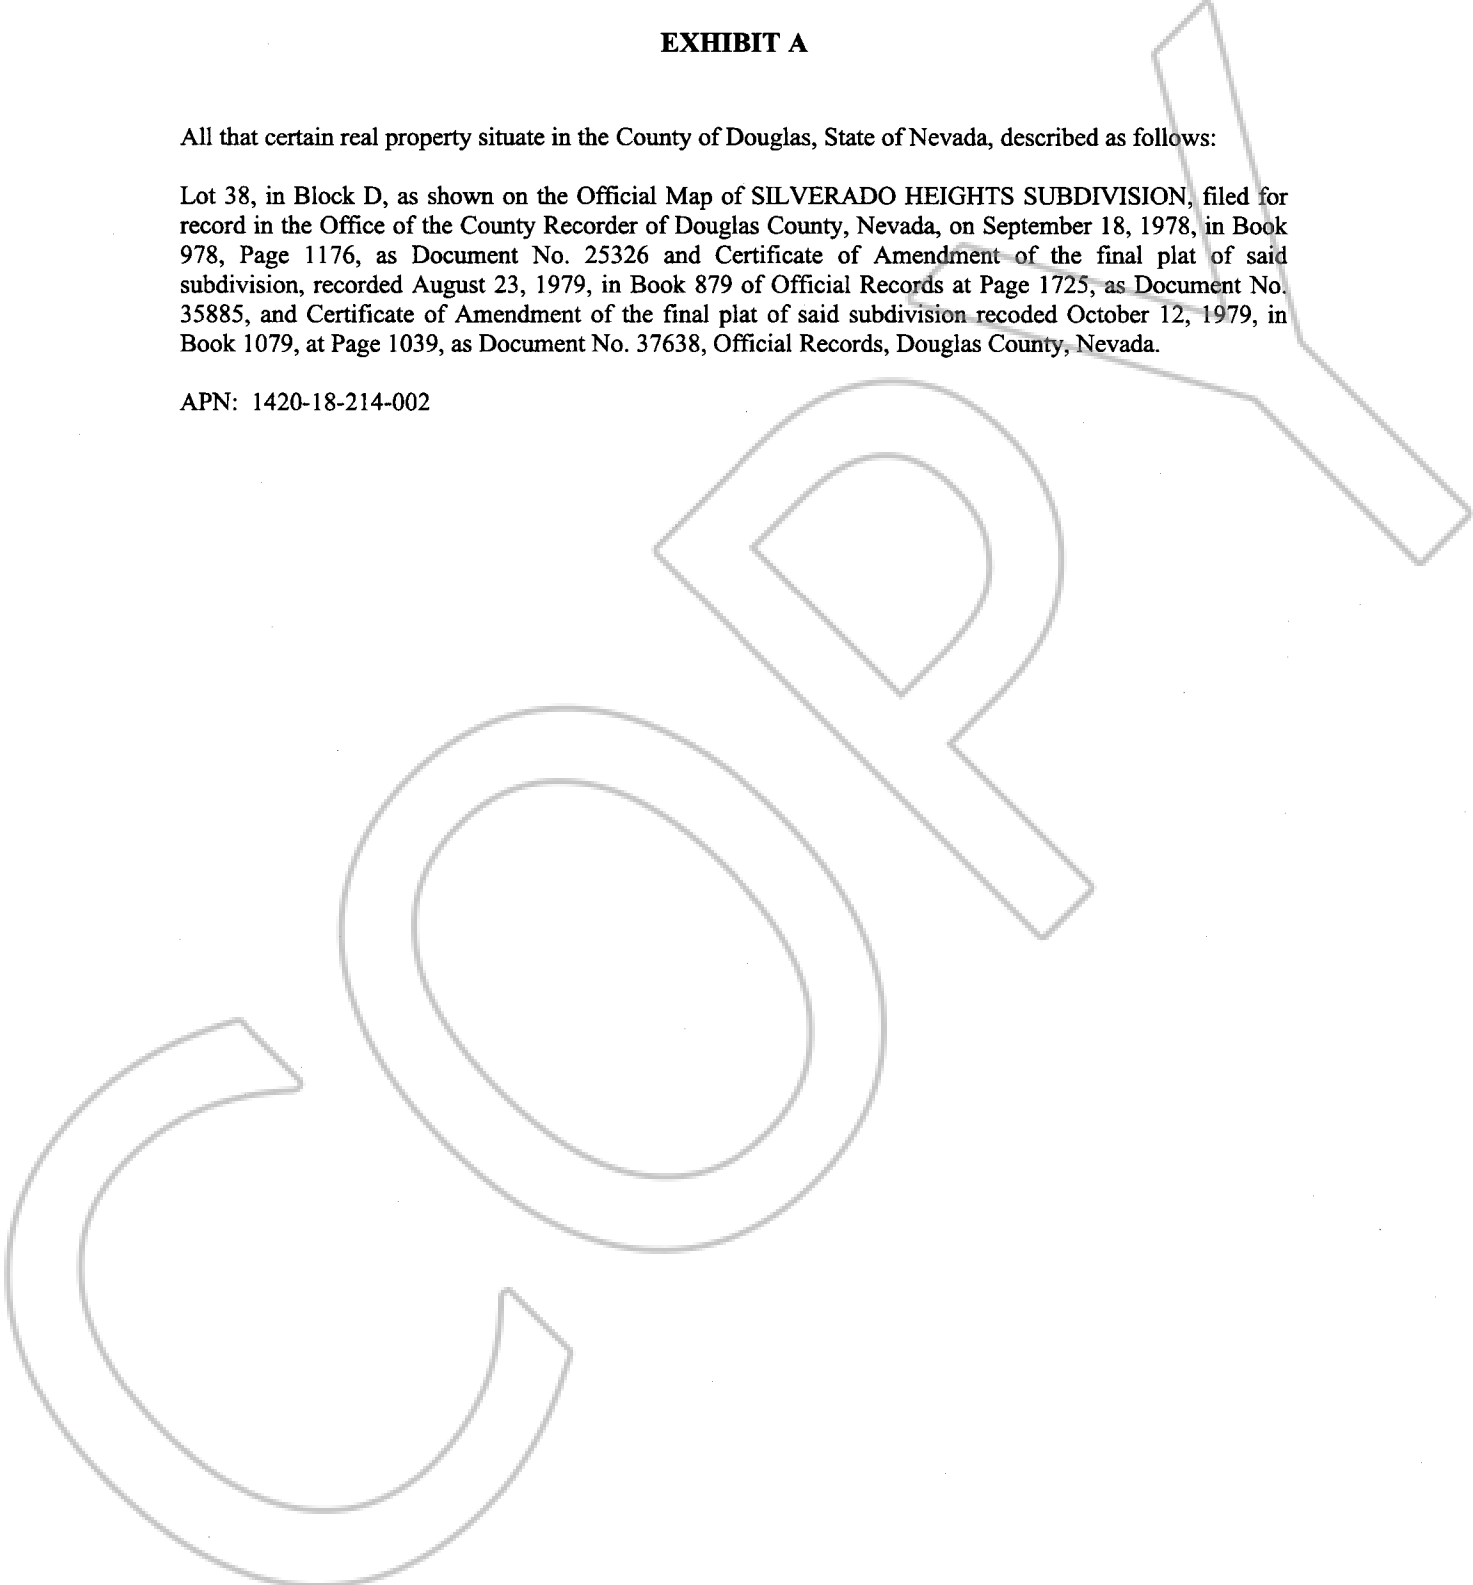 EXHIBIT A
All that certain real property situate in the County of Douglas, State of Nevada, described as follows:
Lot 38, in Block D, as shown on the Official Map of SILVERADO HEIGHTS SUBDIVISION, filed for
record in the Office of the County Recorder of Douglas County, Nevada, on September 18, 1978, in Book
978, Page 1176, as Document No. 25326 and Certificate of Amendment of the final plat of said
subdivision, recorded August 23, 1979, in Book 879 of Official Records at Page 1725, as Document No.
35885, and Certificate of Amendment of the final plat of said subdivision recoded October 12, 1979, in
Book 1079, at Page 1039, as Document No. 37638, Official Records, Douglas County, Nevada.
APN: 1420-18-214-002
COPY